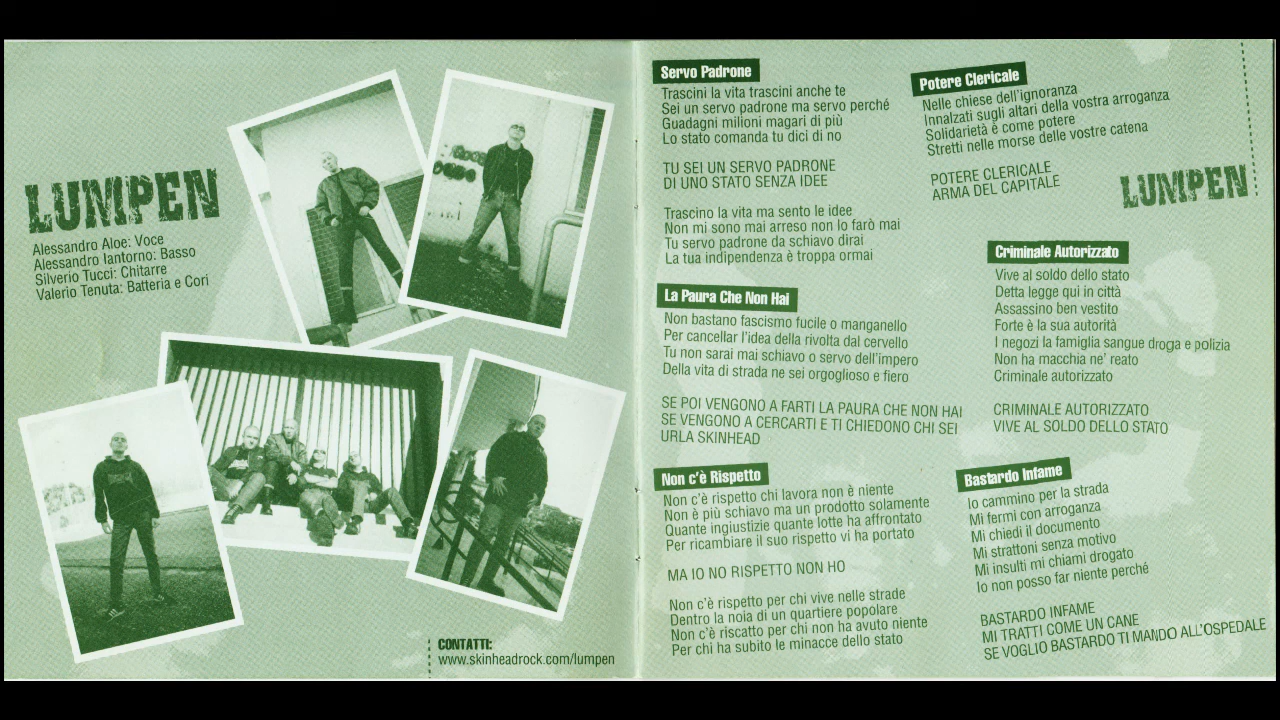 LUMPEN
Alessandro Aloe: Voce
Alessandro Iantorno: Basso
Silverio Tucci: Chitarre
Valerio Tenuta: Batteria e Cori
CONTATTI:
www.skinheadrock.com/lumpen
Servo Padrone
Trascini la vita trascini anche te
Sei un servo padrone ma servo perché
Guadagni milioni magari di più
Lo stato comanda tu dici di no
TU SEI UN SERVO PADRONE
DI UNO STATO SENZA IDEE
Trascino la vita ma sento le idee
Non mi sono mai arreso non lo farò mai
Tu servo padrone da schiavo dirai
La tua indipendenza è troppa ormai
La Paura Che Non Hai
Non bastano fascismo fucile o manganello
Per cancellar l'idea della rivolta dal cervello
Tu non sarai mai schiavo o servo dell'impero
Della vita di strada ne sei orgoglioso e fiero
SE POI VENGONO A FARTI LA PAURA CHE NON HAI
SE VENGONO A CERCARTI E TI CHIEDONO CHI SEI
URLA SKINHEAD
Non c'è Rispetto
Non c'è rispetto chi lavora non è niente
Non è più schiavo ma un prodotto solamente
Quante ingiustizie quante lotte ha affrontato
Per ricambiare il suo rispetto vi ha portato
MA IO NO RISPETTO NON HO
Non c'è rispetto per chi vive nelle strade
Dentro la noia di un quartiere popolare
Non c'è riscatto per chi non ha avuto niente
Per chi ha subito le minacce dello stato
Potere Clericale
Nelle chiese dell'ignoranza
Innalzati sugli altari della vostra arroganza
Solidarietà è come potere
Stretti nelle morse delle vostre catena
POTERE CLERICALE
ARMA DEL CAPITALE
LUMPEN
Criminale Autorizzato
Vive al soldo dello stato
Detta legge qui in città
Assassino ben vestito
Forte è la sua autorità
I negozi la famiglia sangue droga e polizia
Non ha macchia ne' reato
Criminale autorizzato
CRIMINALE AUTORIZZATO
VIVE AL SOLDO DELLO STATO
Bastardo Infame
Io cammino per la strada
Mi fermi con arroganza
Mi chiedi il documento
Mi strattoni senza motivo
Mi insulti mi chiami drogato
Io non posso far niente perché
BASTARDO INFAME
MI TRATTI COME UN CANE
SE VOGLIO BASTARDO TI MANDO ALL'OSPEDALE